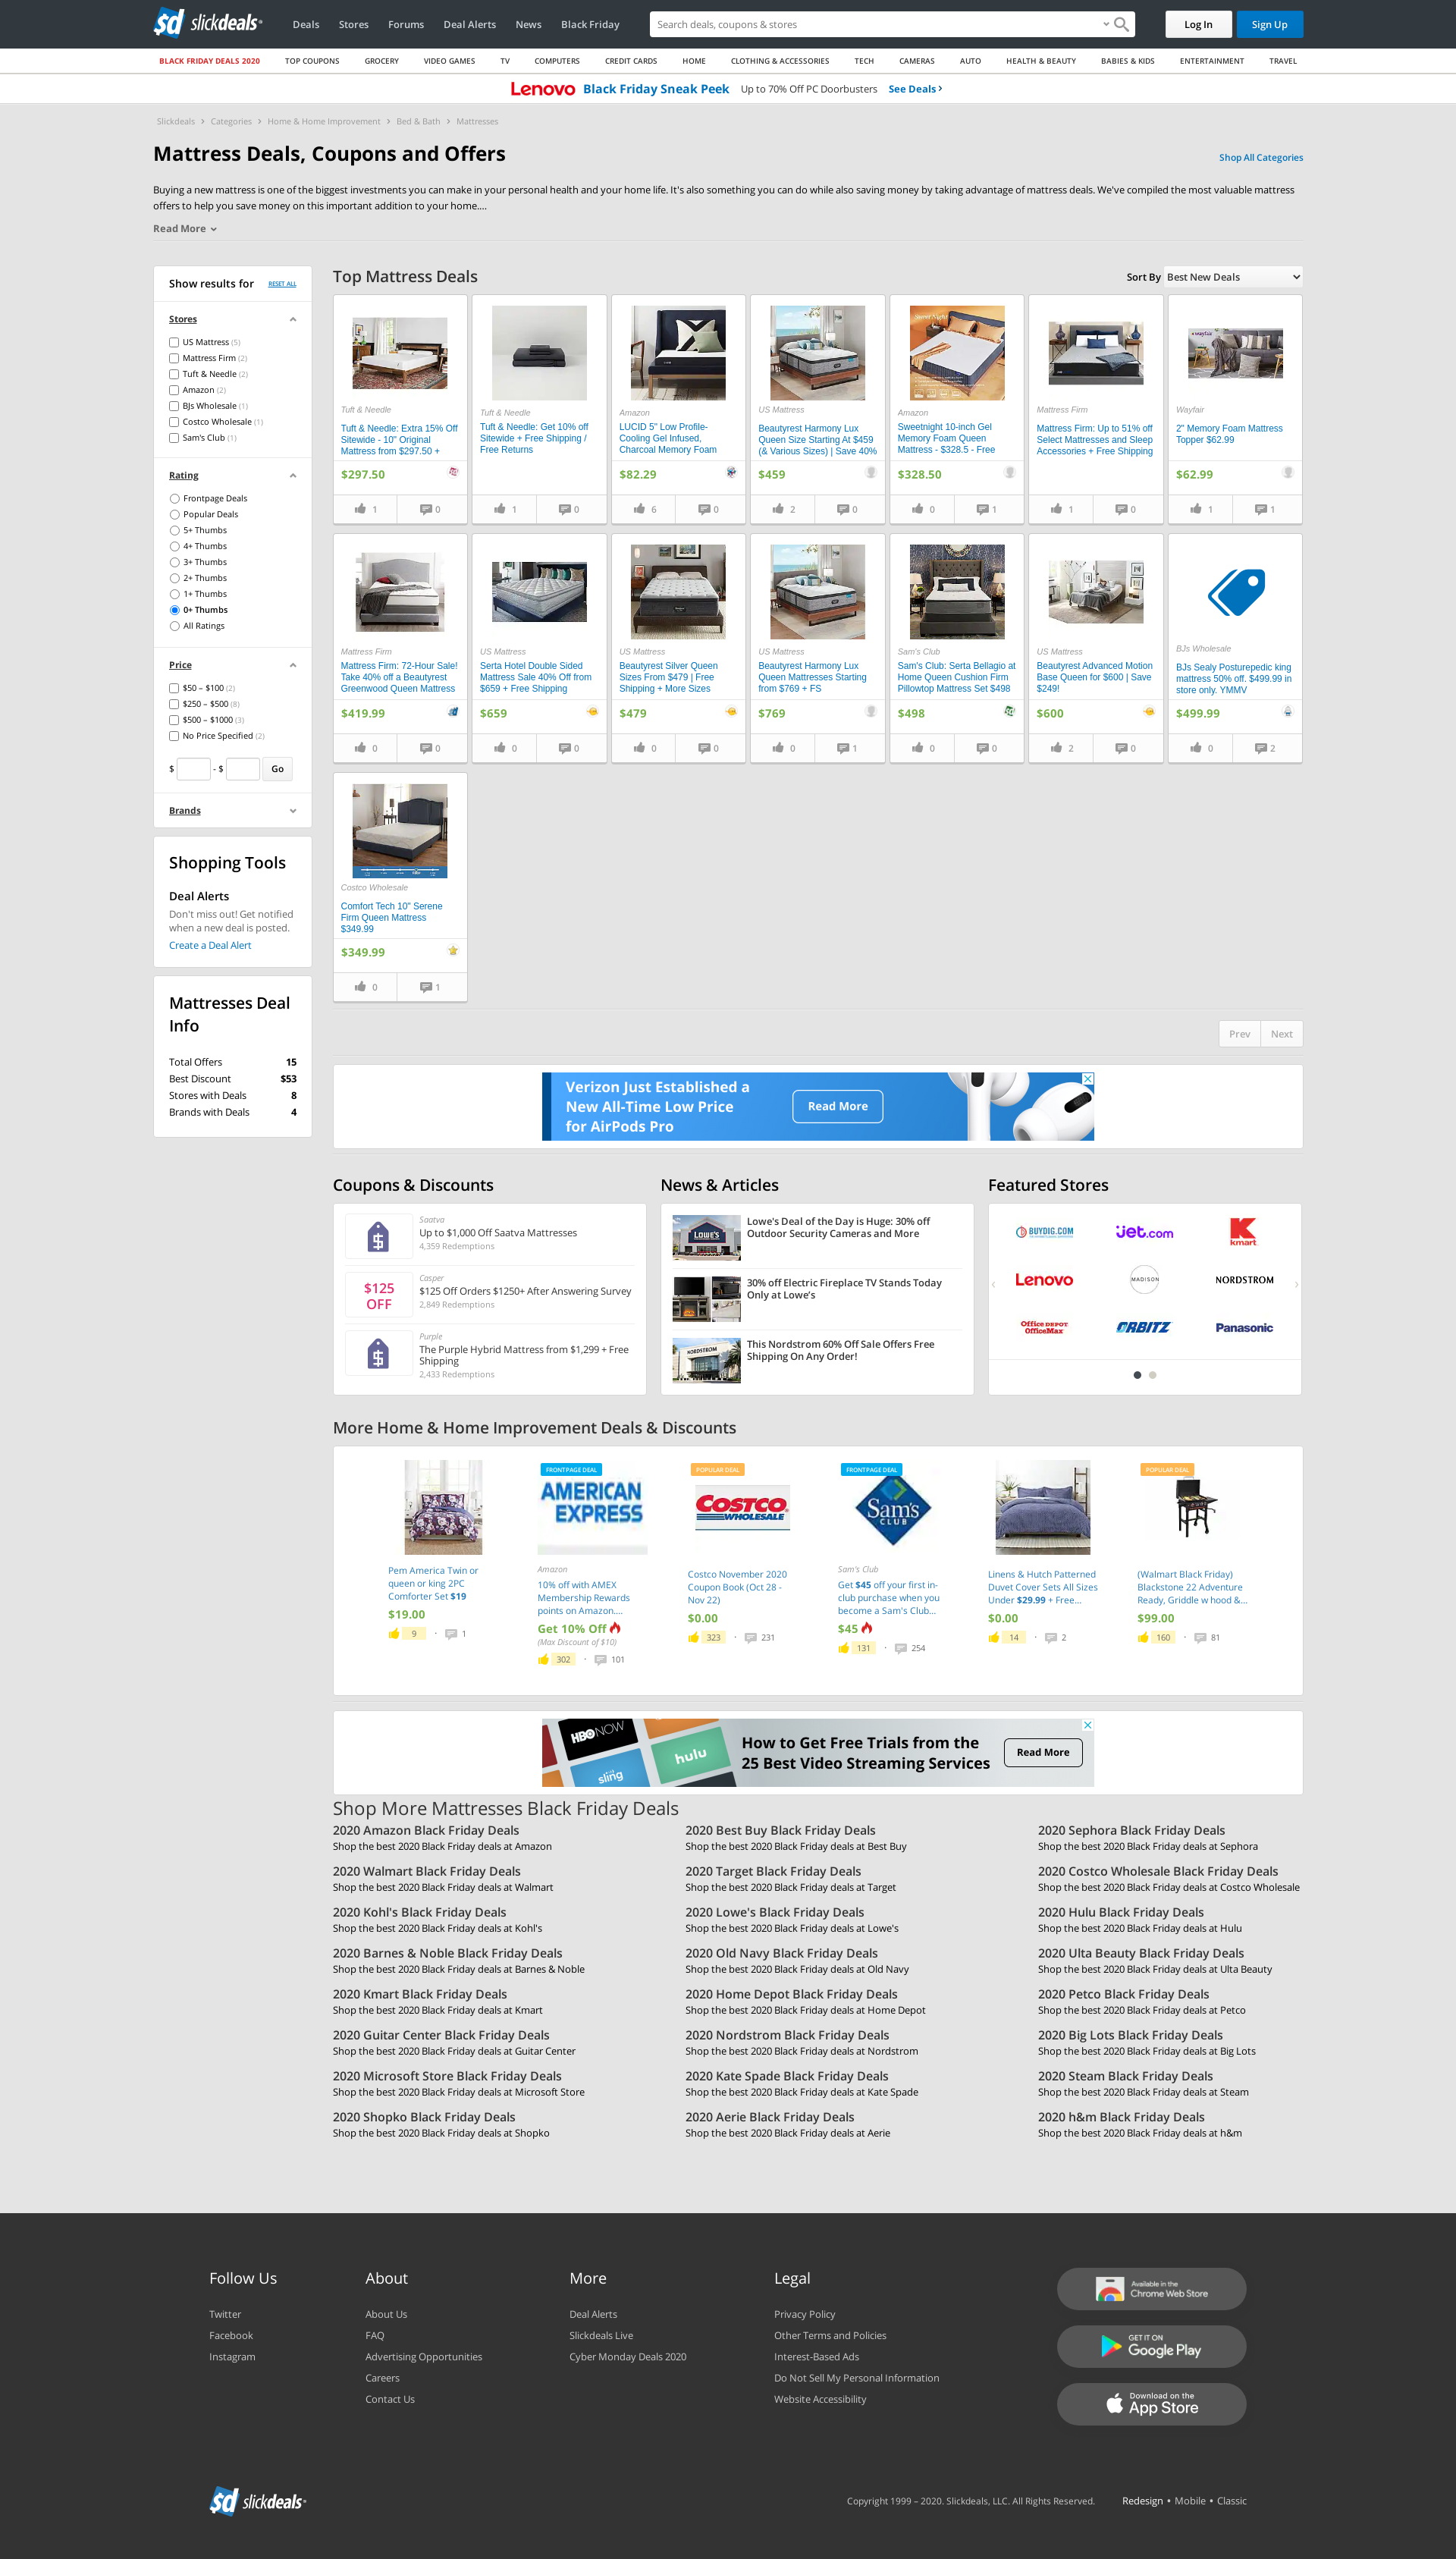 sd slickdeals
Deals
Stores
Forums
Deal Alerts
News
Black Friday
Search deals, coupons & stores
Log In
Sign Up
BLACK FRIDAY DEALS 2020
TOP COUPONS
GROCERY
VIDEO GAMES
TV
COMPUTERS
CREDIT CARDS
HOME
CLOTHING & ACCESSORIES
TECH
CAMERAS
AUTO
HEALTH & BEAUTY
BABIES & KIDS
ENTERTAINMENT
TRAVEL
Lenovo Black Friday Sneak Peek Up to 70% Off PC Doorbusters See Deals ›
Slickdeals › Categories › Home & Home Improvement › Bed & Bath › Mattresses
Mattress Deals, Coupons and Offers
Shop All Categories
Buying a new mattress is one of the biggest investments you can make in your personal health and your home life. It's also something you can do while also saving money by taking advantage of mattress deals. We've compiled the most valuable mattress
offers to help you save money on this important addition to your home....
Read More
Show results for
RESET ALL
Stores
US Mattress (5)
Mattress Firm (2)
Tuft & Needle (2)
Amazon (2)
BJs Wholesale (1)
Costco Wholesale (1)
Sam's Club (1)
Rating
Frontpage Deals
Popular Deals
5+ Thumbs
4+ Thumbs
3+ Thumbs
2+ Thumbs
1+ Thumbs
0+ Thumbs
All Ratings
Price
$50 – $100 (2)
$250 – $500 (8)
$500 – $1000 (3)
No Price Specified (2)
$ - $ Go
Brands
Shopping Tools
Deal Alerts
Don't miss out! Get notified
when a new deal is posted.
Create a Deal Alert
Mattresses Deal
Info
Total Offers 15
Best Discount $53
Stores with Deals 8
Brands with Deals 4
Top Mattress Deals
Sort By Best New Deals
Tuft & Needle
Tuft & Needle: Extra 15% Off
Sitewide - 10" Original
Mattress from $297.50 +
$297.50
1 0
Tuft & Needle
Tuft & Needle: Get 10% off
Sitewide + Free Shipping /
Free Returns
1 0
Amazon
LUCID 5" Low Profile-
Cooling Gel Infused,
Charcoal Memory Foam
$82.29
6 0
US Mattress
Beautyrest Harmony Lux
Queen Size Starting At $459
(& Various Sizes) | Save 40%
$459
2 0
Amazon
Sweetnight 10-inch Gel
Memory Foam Queen
Mattress - $328.5 - Free
$328.50
0 1
Mattress Firm
Mattress Firm: Up to 51% off
Select Mattresses and Sleep
Accessories + Free Shipping
1 0
wayfair
Wayfair
2" Memory Foam Mattress
Topper $62.99
$62.99
1 1
Mattress Firm
Mattress Firm: 72-Hour Sale!
Take 40% off a Beautyrest
Greenwood Queen Mattress
$419.99
0 0
US Mattress
Serta Hotel Double Sided
Mattress Sale 40% Off from
$659 + Free Shipping
$659
0 0
US Mattress
Beautyrest Silver Queen
Sizes From $479 | Free
Shipping + More Sizes
$479
0 0
US Mattress
Beautyrest Harmony Lux
Queen Mattresses Starting
from $769 + FS
$769
0 1
Sam's Club
Sam's Club: Serta Bellagio at
Home Queen Cushion Firm
Pillowtop Mattress Set $498
$498
0 0
US Mattress
Beautyrest Advanced Motion
Base Queen for $600 | Save
$249!
$600
2 0
BJs Wholesale
BJs Sealy Posturepedic king
mattress 50% off. $499.99 in
store only. YMMV
$499.99
0 2
Costco Wholesale
Comfort Tech 10" Serene
Firm Queen Mattress
$349.99
$349.99
0 1
Prev Next
Verizon Just Established a
New All-Time Low Price
for AirPods Pro
Read More
Coupons & Discounts
Saatva
Up to $1,000 Off Saatva Mattresses
4,359 Redemptions
$125
OFF
Casper
$125 Off Orders $1250+ After Answering Survey
2,849 Redemptions
Purple
The Purple Hybrid Mattress from $1,299 + Free
Shipping
2,433 Redemptions
News & Articles
LOWE'S
Lowe's Deal of the Day is Huge: 30% off
Outdoor Security Cameras and More
30% off Electric Fireplace TV Stands Today
Only at Lowe's
NORDSTROM
This Nordstrom 60% Off Sale Offers Free
Shipping On Any Order!
Featured Stores
BUYDIG.COM
Jet.com
kmart
Lenovo
MADISON
NORDSTROM
Office DEPOT
OfficeMax
ORBITZ
Panasonic
More Home & Home Improvement Deals & Discounts
Pem America Twin or
queen or king 2PC
Comforter Set $19
$19.00
9 · 1
FRONTPAGE DEAL
AMERICAN
EXPRESS
Amazon
10% off with AMEX
Membership Rewards
points on Amazon....
Get 10% Off
(Max Discount of $10)
302 · 101
POPULAR DEAL
COSTCO
WHOLESALE
Costco November 2020
Coupon Book (Oct 28 -
Nov 22)
$0.00
323 · 231
FRONTPAGE DEAL
Sam's
CLUB
Sam's Club
Get $45 off your first in-
club purchase when you
become a Sam's Club...
$45
131 · 254
Linens & Hutch Patterned
Duvet Cover Sets All Sizes
Under $29.99 + Free...
$0.00
14 · 2
POPULAR DEAL
(Walmart Black Friday)
Blackstone 22 Adventure
Ready, Griddle w hood &...
$99.00
160 · 81
HBO NOW
hulu
sling
How to Get Free Trials from the
25 Best Video Streaming Services
Read More
Shop More Mattresses Black Friday Deals
2020 Amazon Black Friday Deals
Shop the best 2020 Black Friday deals at Amazon
2020 Best Buy Black Friday Deals
Shop the best 2020 Black Friday deals at Best Buy
2020 Sephora Black Friday Deals
Shop the best 2020 Black Friday deals at Sephora
2020 Walmart Black Friday Deals
Shop the best 2020 Black Friday deals at Walmart
2020 Target Black Friday Deals
Shop the best 2020 Black Friday deals at Target
2020 Costco Wholesale Black Friday Deals
Shop the best 2020 Black Friday deals at Costco Wholesale
2020 Kohl's Black Friday Deals
Shop the best 2020 Black Friday deals at Kohl's
2020 Lowe's Black Friday Deals
Shop the best 2020 Black Friday deals at Lowe's
2020 Hulu Black Friday Deals
Shop the best 2020 Black Friday deals at Hulu
2020 Barnes & Noble Black Friday Deals
Shop the best 2020 Black Friday deals at Barnes & Noble
2020 Old Navy Black Friday Deals
Shop the best 2020 Black Friday deals at Old Navy
2020 Ulta Beauty Black Friday Deals
Shop the best 2020 Black Friday deals at Ulta Beauty
2020 Kmart Black Friday Deals
Shop the best 2020 Black Friday deals at Kmart
2020 Home Depot Black Friday Deals
Shop the best 2020 Black Friday deals at Home Depot
2020 Petco Black Friday Deals
Shop the best 2020 Black Friday deals at Petco
2020 Guitar Center Black Friday Deals
Shop the best 2020 Black Friday deals at Guitar Center
2020 Nordstrom Black Friday Deals
Shop the best 2020 Black Friday deals at Nordstrom
2020 Big Lots Black Friday Deals
Shop the best 2020 Black Friday deals at Big Lots
2020 Microsoft Store Black Friday Deals
Shop the best 2020 Black Friday deals at Microsoft Store
2020 Kate Spade Black Friday Deals
Shop the best 2020 Black Friday deals at Kate Spade
2020 Steam Black Friday Deals
Shop the best 2020 Black Friday deals at Steam
2020 Shopko Black Friday Deals
Shop the best 2020 Black Friday deals at Shopko
2020 Aerie Black Friday Deals
Shop the best 2020 Black Friday deals at Aerie
2020 h&m Black Friday Deals
Shop the best 2020 Black Friday deals at h&m
Follow Us
Twitter
Facebook
Instagram
About
About Us
FAQ
Advertising Opportunities
Careers
Contact Us
More
Deal Alerts
Slickdeals Live
Cyber Monday Deals 2020
Legal
Privacy Policy
Other Terms and Policies
Interest-Based Ads
Do Not Sell My Personal Information
Website Accessibility
Available in the
Chrome Web Store
GET IT ON
Google Play
Download on the
App Store
sd slickdeals
Copyright 1999 – 2020. Slickdeals, LLC. All Rights Reserved.
Redesign • Mobile • Classic